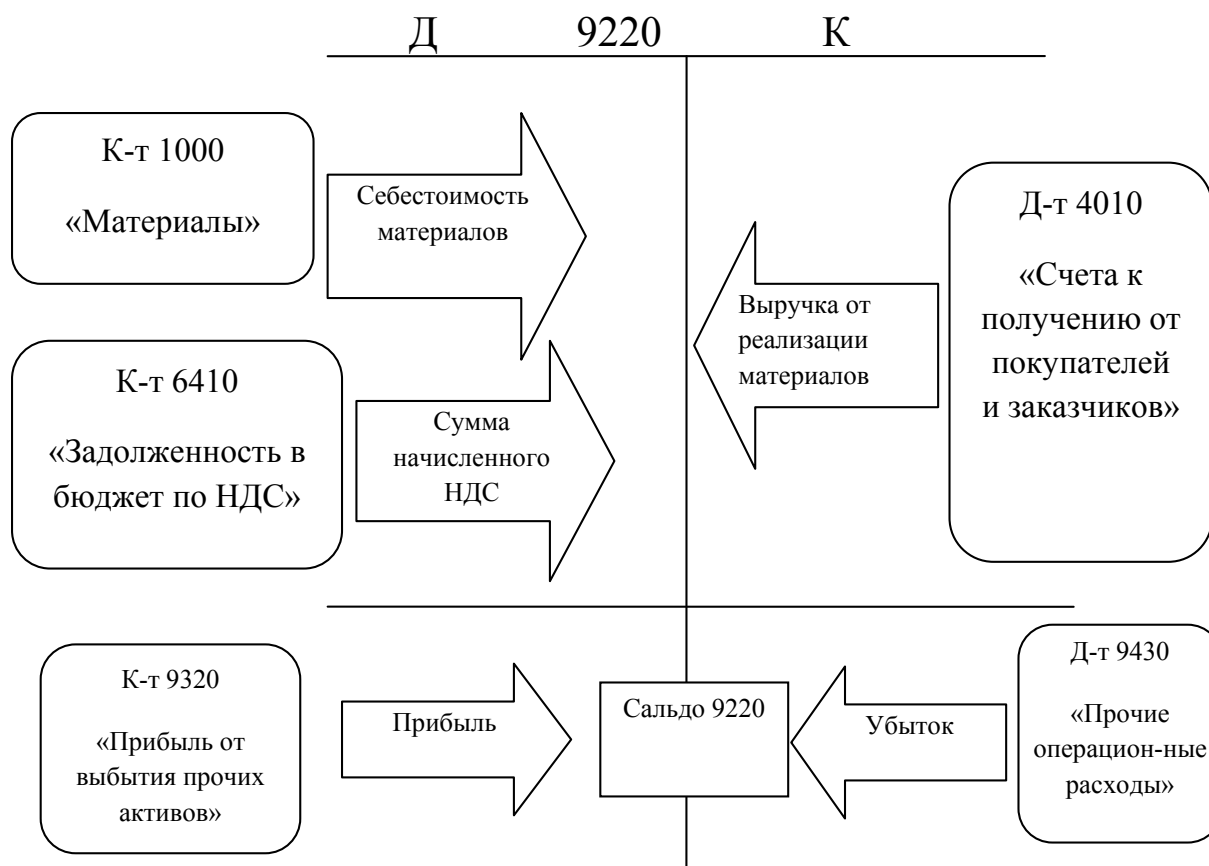 Д 9220 К
К-т 1000
«Материалы»
Себестоимость
материалов
Д-т 4010
«Счета к
получению от
покупателей
и заказчиков»
Выручка от
реализации
материалов
К-т 6410
«Задолженность в
бюджет по НДС»
Сумма
начисленного
НДС
К-т 9320
«Прибыль от
выбытия прочих
активов»
Прибыль
Сальдо 9220
Убыток
Д-т 9430
«Прочие
операцион-ные
расходы»